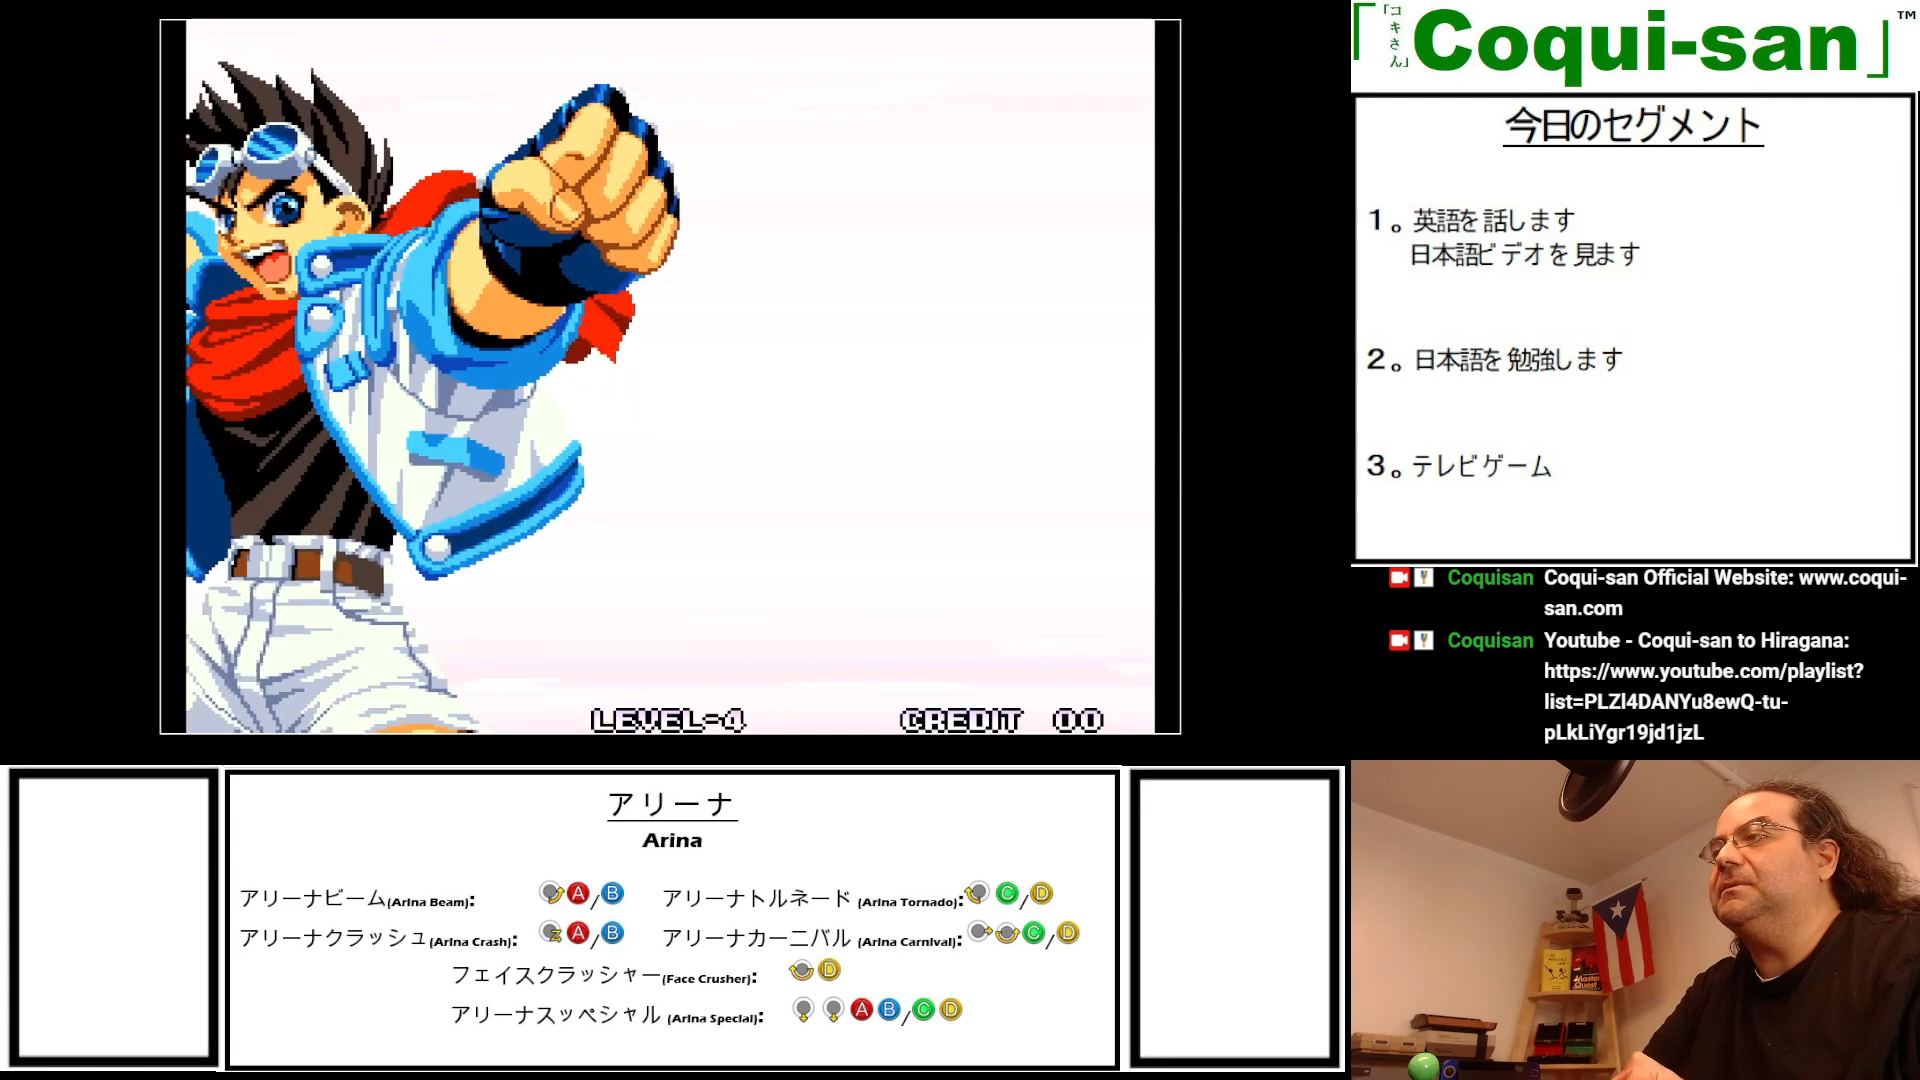 「コキさん」
「Coqui-san」™
今日のセグメント
1。英語を話します
日本語ビデオを見ます
2。日本語を勉強します
3。テレビゲーム
Coquisan Coqui-san Official Website: www.coqui-
san.com
Coquisan Youtube - Coqui-san to Hiragana:
https://www.youtube.com/playlist?
list=PLZl4DANYu8ewQ-tu-
pLkLiYgr19jd1jzL
LEVEL-4 CREDIT 00
アリーナ
Arina
アリーナビーム(Arina Beam): A/B アリーナトルネード (Arina Tornado): C/D
アリーナクラッシュ(Arina Crash): Z A/B アリーナカーニバル (Arina Carnival): C/D
フェイスクラッシャー(Face Crusher): D
アリーナスッペシャル (Arina Special): A B/C D
Master
Quest